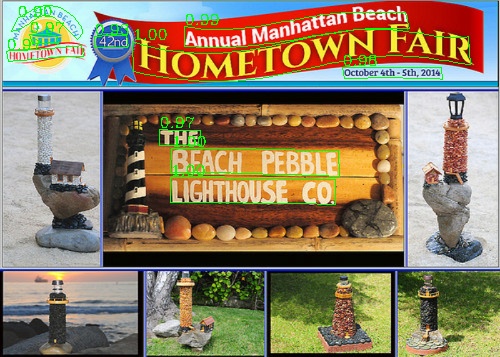 MANHATTAN BEACH
HOMETOWN FAIR
42nd
Annual Manhattan Beach
HOMETOWN FAIR
October 4th - 5th, 2014
THE
BEACH PEBBLE
LIGHTHOUSE CO.